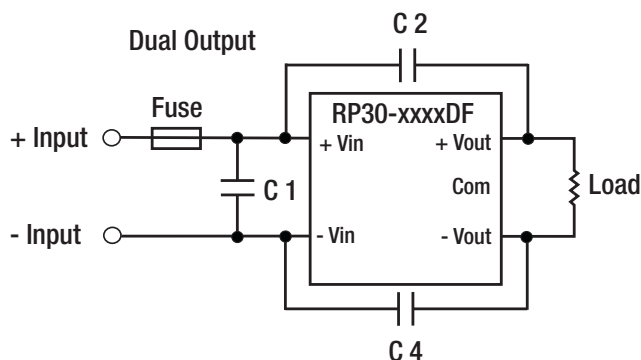 Dual Output
C 2
Fuse
RP30-xxxxDF
+ Input
+ Vin
+ Vout
C 1
Com
Load
- Input
- Vin
- Vout
C 4